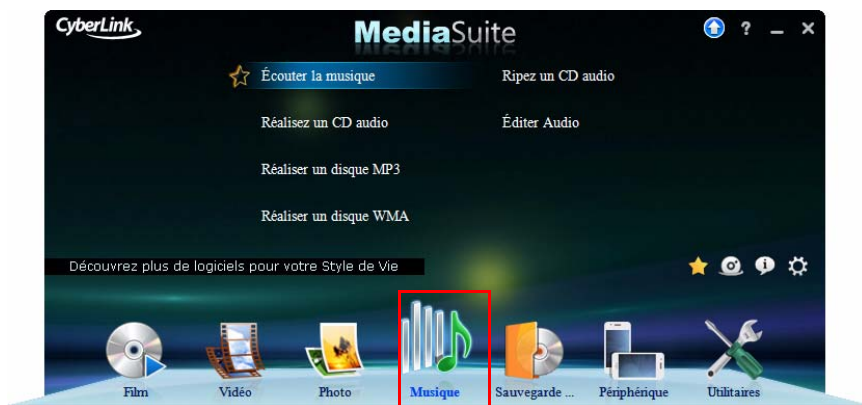 CyberLink
MediaSuite
?
Écouter la musique
Ripez un CD audio
Réalisez un CD audio
Éditer Audio
Réaliser un disque MP3
Réaliser un disque WMA
Découvrez plus de logiciels pour votre Style de Vie
Film
Vidéo
Photo
Musique
Sauvegarde ...
Périphérique
Utilitaires